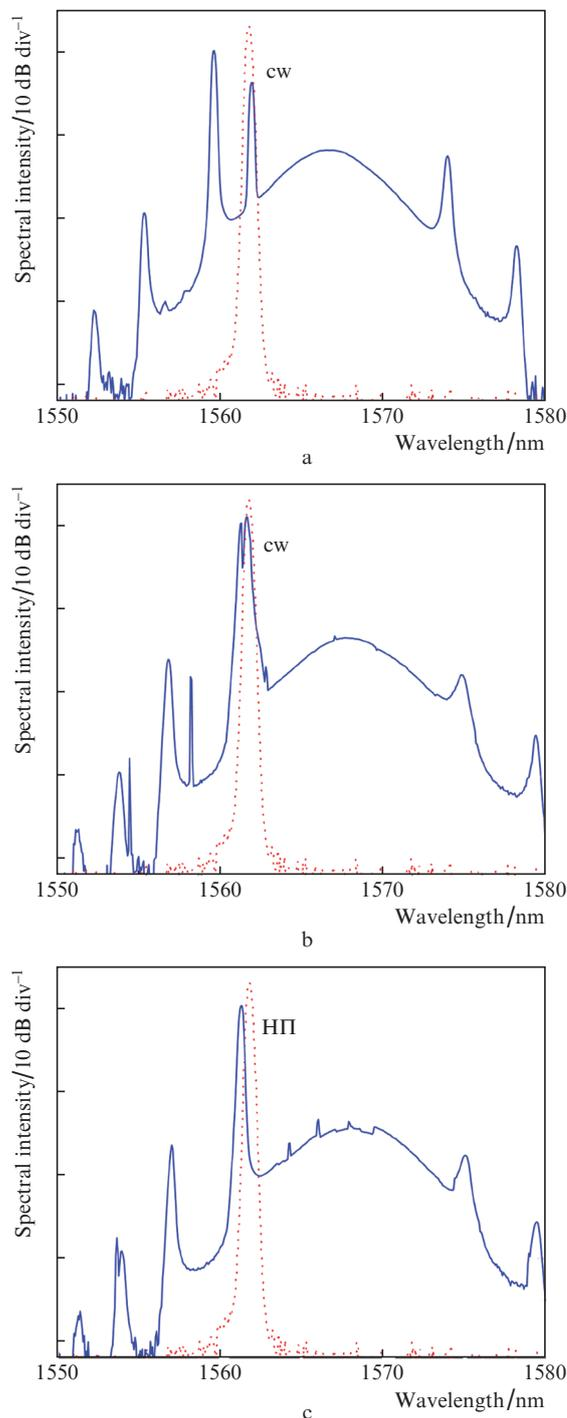 Spectral intensity/10 dB div⁻¹
cw
1550 1560 1570 1580
Wavelength/nm
a
Spectral intensity/10 dB div⁻¹
cw
1550 1560 1570 1580
Wavelength/nm
b
Spectral intensity/10 dB div⁻¹
НП
1550 1560 1570 1580
Wavelength/nm
c